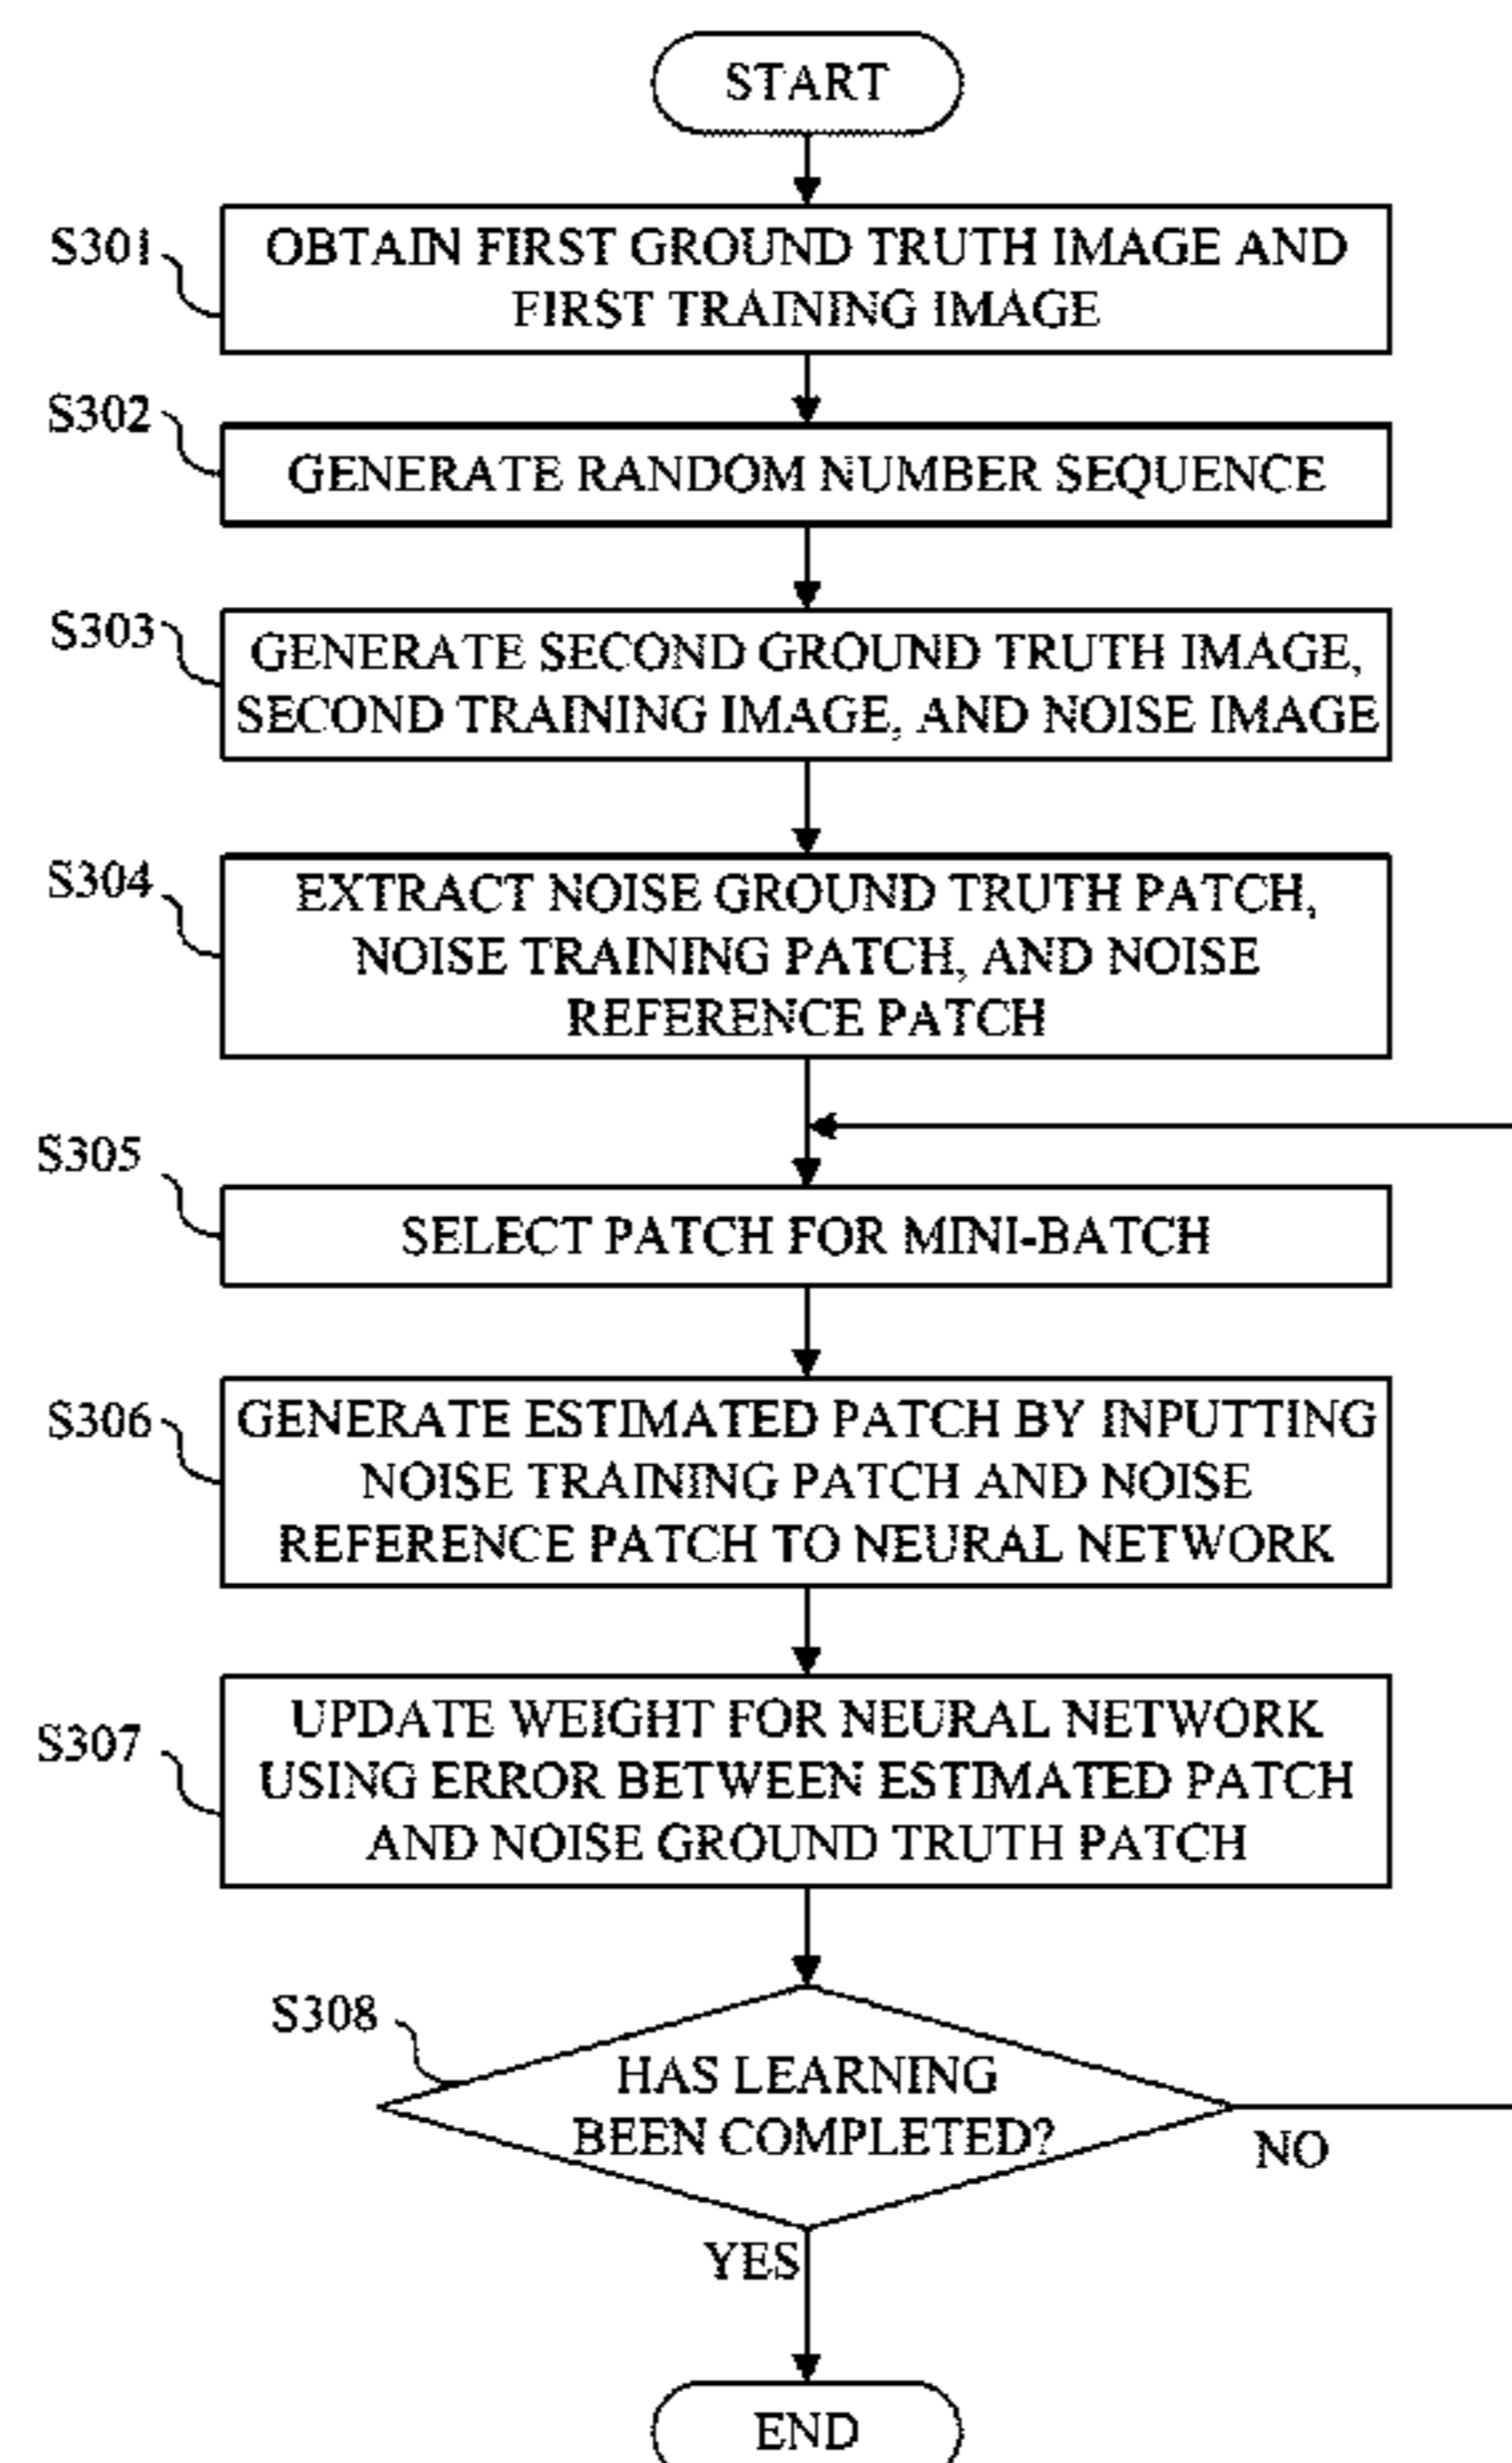 START
S301
OBTAIN FIRST GROUND TRUTH IMAGE AND
FIRST TRAINING IMAGE
S302
GENERATE RANDOM NUMBER SEQUENCE
S303
GENERATE SECOND GROUND TRUTH IMAGE,
SECOND TRAINING IMAGE, AND NOISE IMAGE
S304
EXTRACT NOISE GROUND TRUTH PATCH,
NOISE TRAINING PATCH, AND NOISE
REFERENCE PATCH
S305
SELECT PATCH FOR MINI-BATCH
S306
GENERATE ESTIMATED PATCH BY INPUTTING
NOISE TRAINING PATCH AND NOISE
REFERENCE PATCH TO NEURAL NETWORK
S307
UPDATE WEIGHT FOR NEURAL NETWORK
USING ERROR BETWEEN ESTIMATED PATCH
AND NOISE GROUND TRUTH PATCH
S308
HAS LEARNING
BEEN COMPLETED?
NO
YES
END